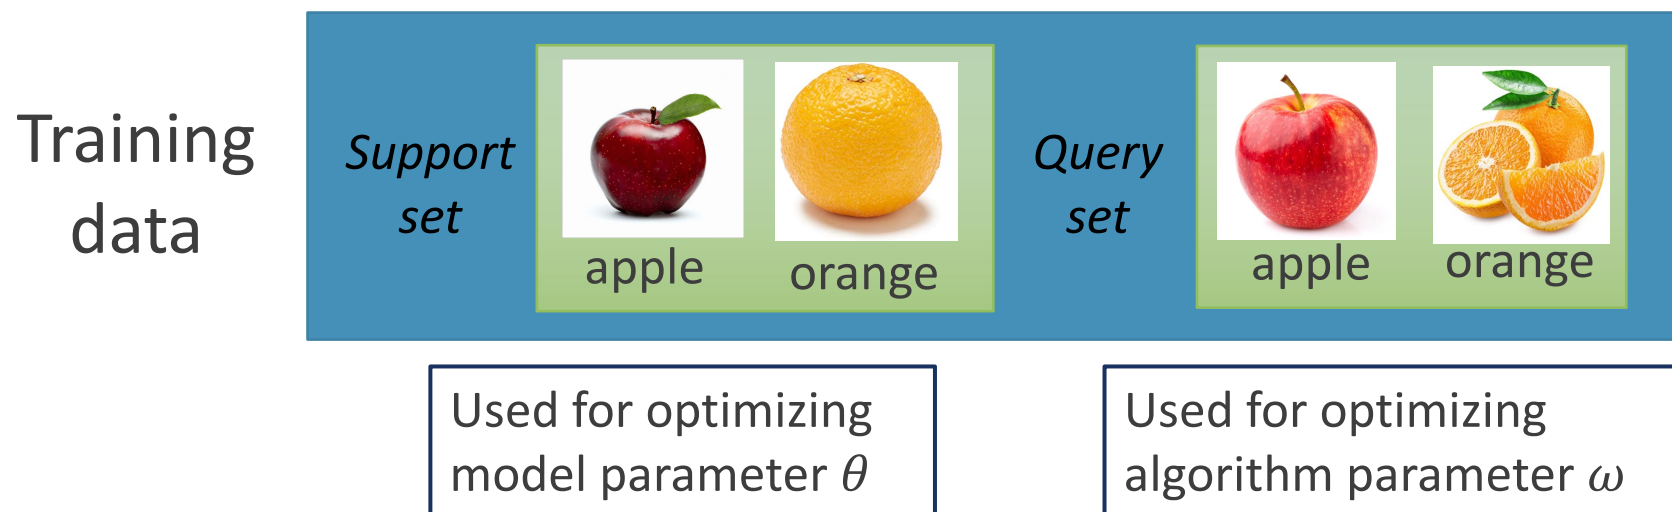 Training
data
Support
set
apple
orange
Query
set
apple
orange
Used for optimizing
model parameter θ
Used for optimizing
algorithm parameter ω